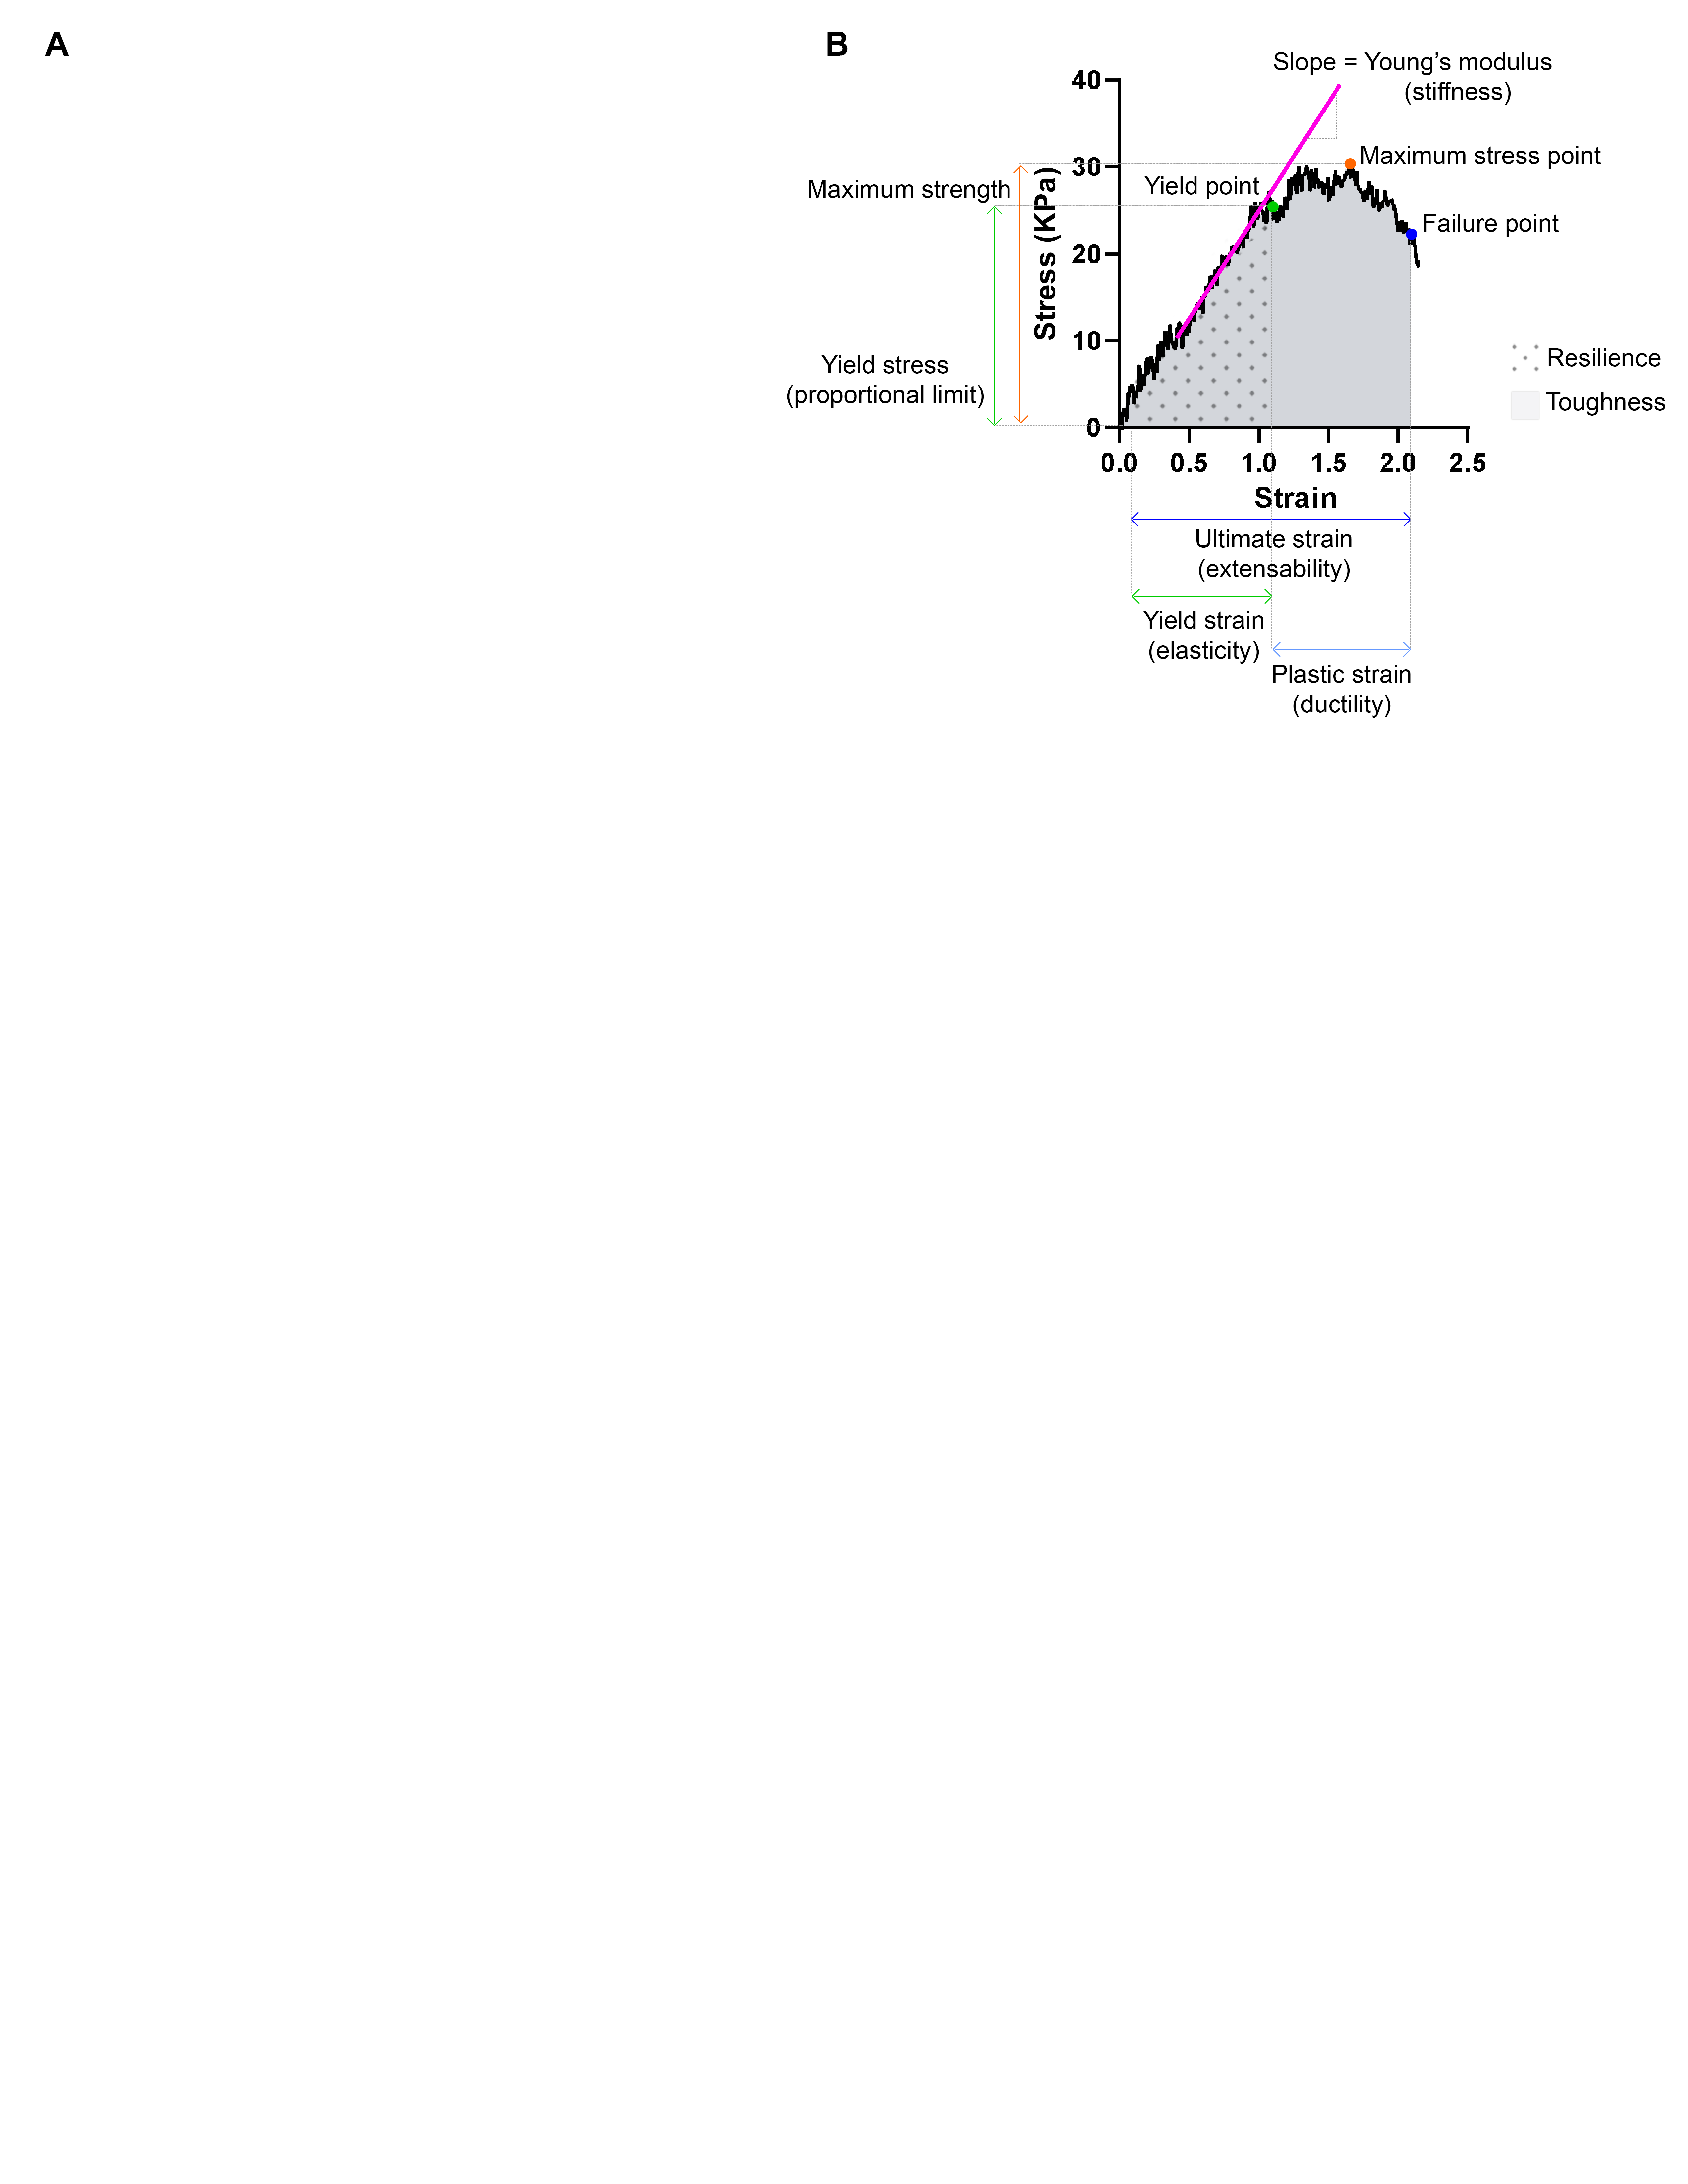 A
B
Slope = Young's modulus
(stiffness)
40
30
20
10
0
Stress (KPa)
Maximum stress point
Maximum strength
Yield point
Failure point
Yield stress
(proportional limit)
Resilience
Toughness
0.0 0.5 1.0 1.5 2.0 2.5
Strain
Ultimate strain
(extensability)
Yield strain
(elasticity)
Plastic strain
(ductility)